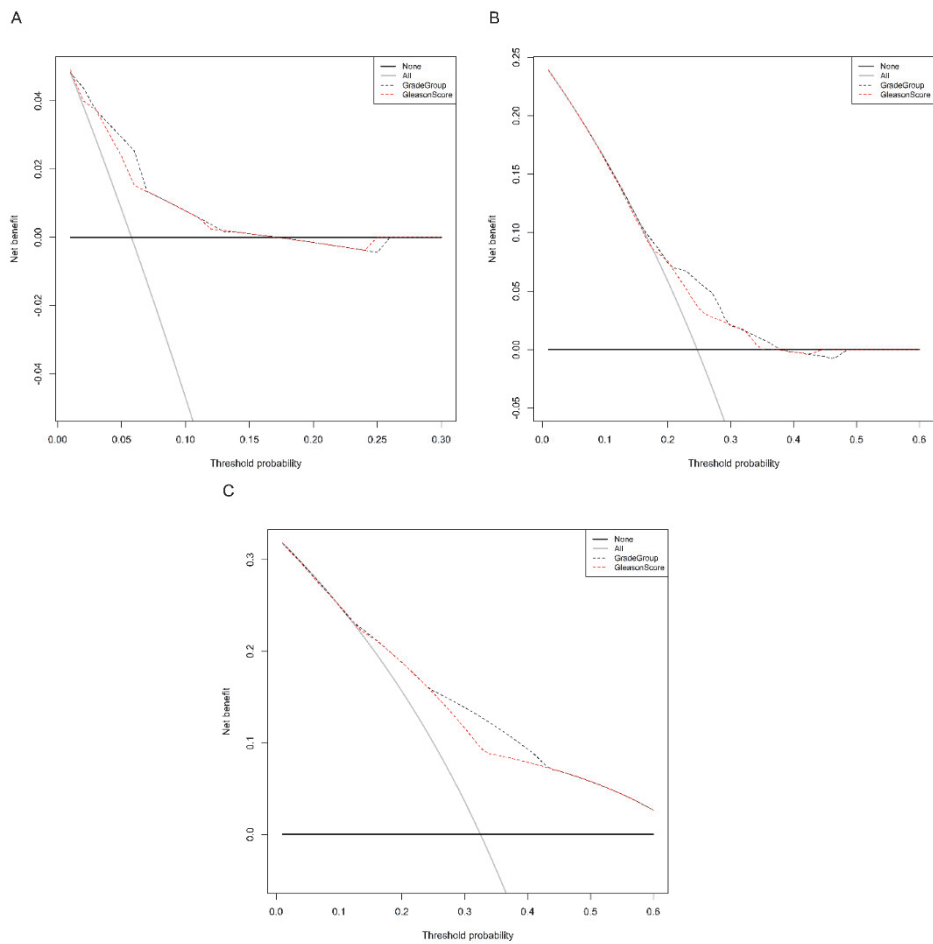 A
None
All
GradeGroup
GleasonScore
Net benefit
0.04
0.02
0.00
-0.02
-0.04
0.00 0.05 0.10 0.15 0.20 0.25 0.30
Threshold probability
B
None
All
GradeGroup
GleasonScore
Net benefit
0.25
0.20
0.15
0.10
0.05
0.00
-0.05
0.0 0.1 0.2 0.3 0.4 0.5 0.6
Threshold probability
C
None
All
GradeGroup
GleasonScore
Net benefit
0.3
0.2
0.1
0.0
0.0 0.1 0.2 0.3 0.4 0.5 0.6
Threshold probability